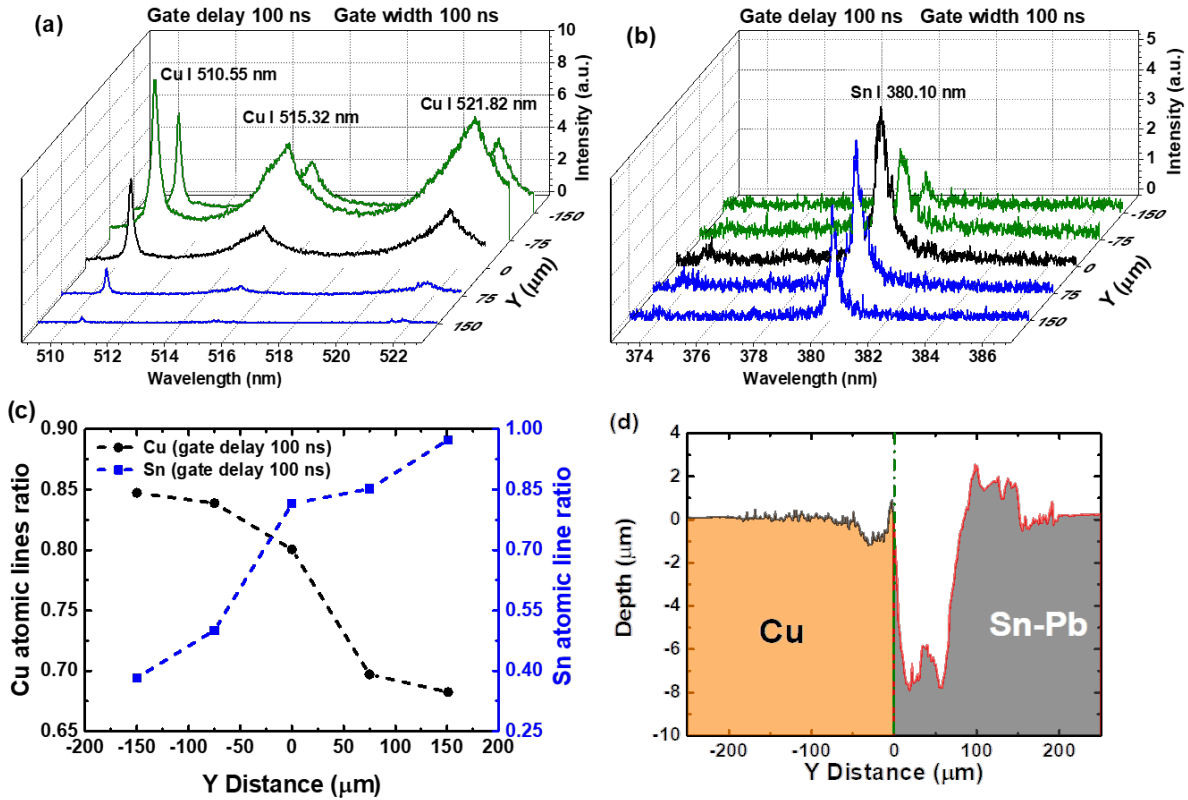 (a)
Gate delay 100 ns Gate width 100 ns
Cu I 510.55 nm
Cu I 515.32 nm
Cu I 521.82 nm
10
8
6
4
2
0
Intensity (a.u.)
-150
-75
0
75
150
Y (µm)
510 512 514 516 518 520 522
Wavelength (nm)
(b)
Gate delay 100 ns Gate width 100 ns
Sn I 380.10 nm
5
4
3
2
1
0
Intensity (a.u.)
-150
-75
0
75
150
Y (µm)
374 376 378 380 382 384 386
Wavelength (nm)
(c)
Cu (gate delay 100 ns)
Sn (gate delay 100 ns)
Cu atomic lines ratio
0.90
0.85
0.80
0.75
0.70
0.65
Sn atomic line ratio
1.00
0.85
0.70
0.55
0.40
0.25
-200 -150 -100 -50 0 50 100 150 200
Y Distance (µm)
(d)
Depth (µm)
4
2
0
-2
-4
-6
-8
-10
Cu
Sn-Pb
-200 -100 0 100 200
Y Distance (µm)